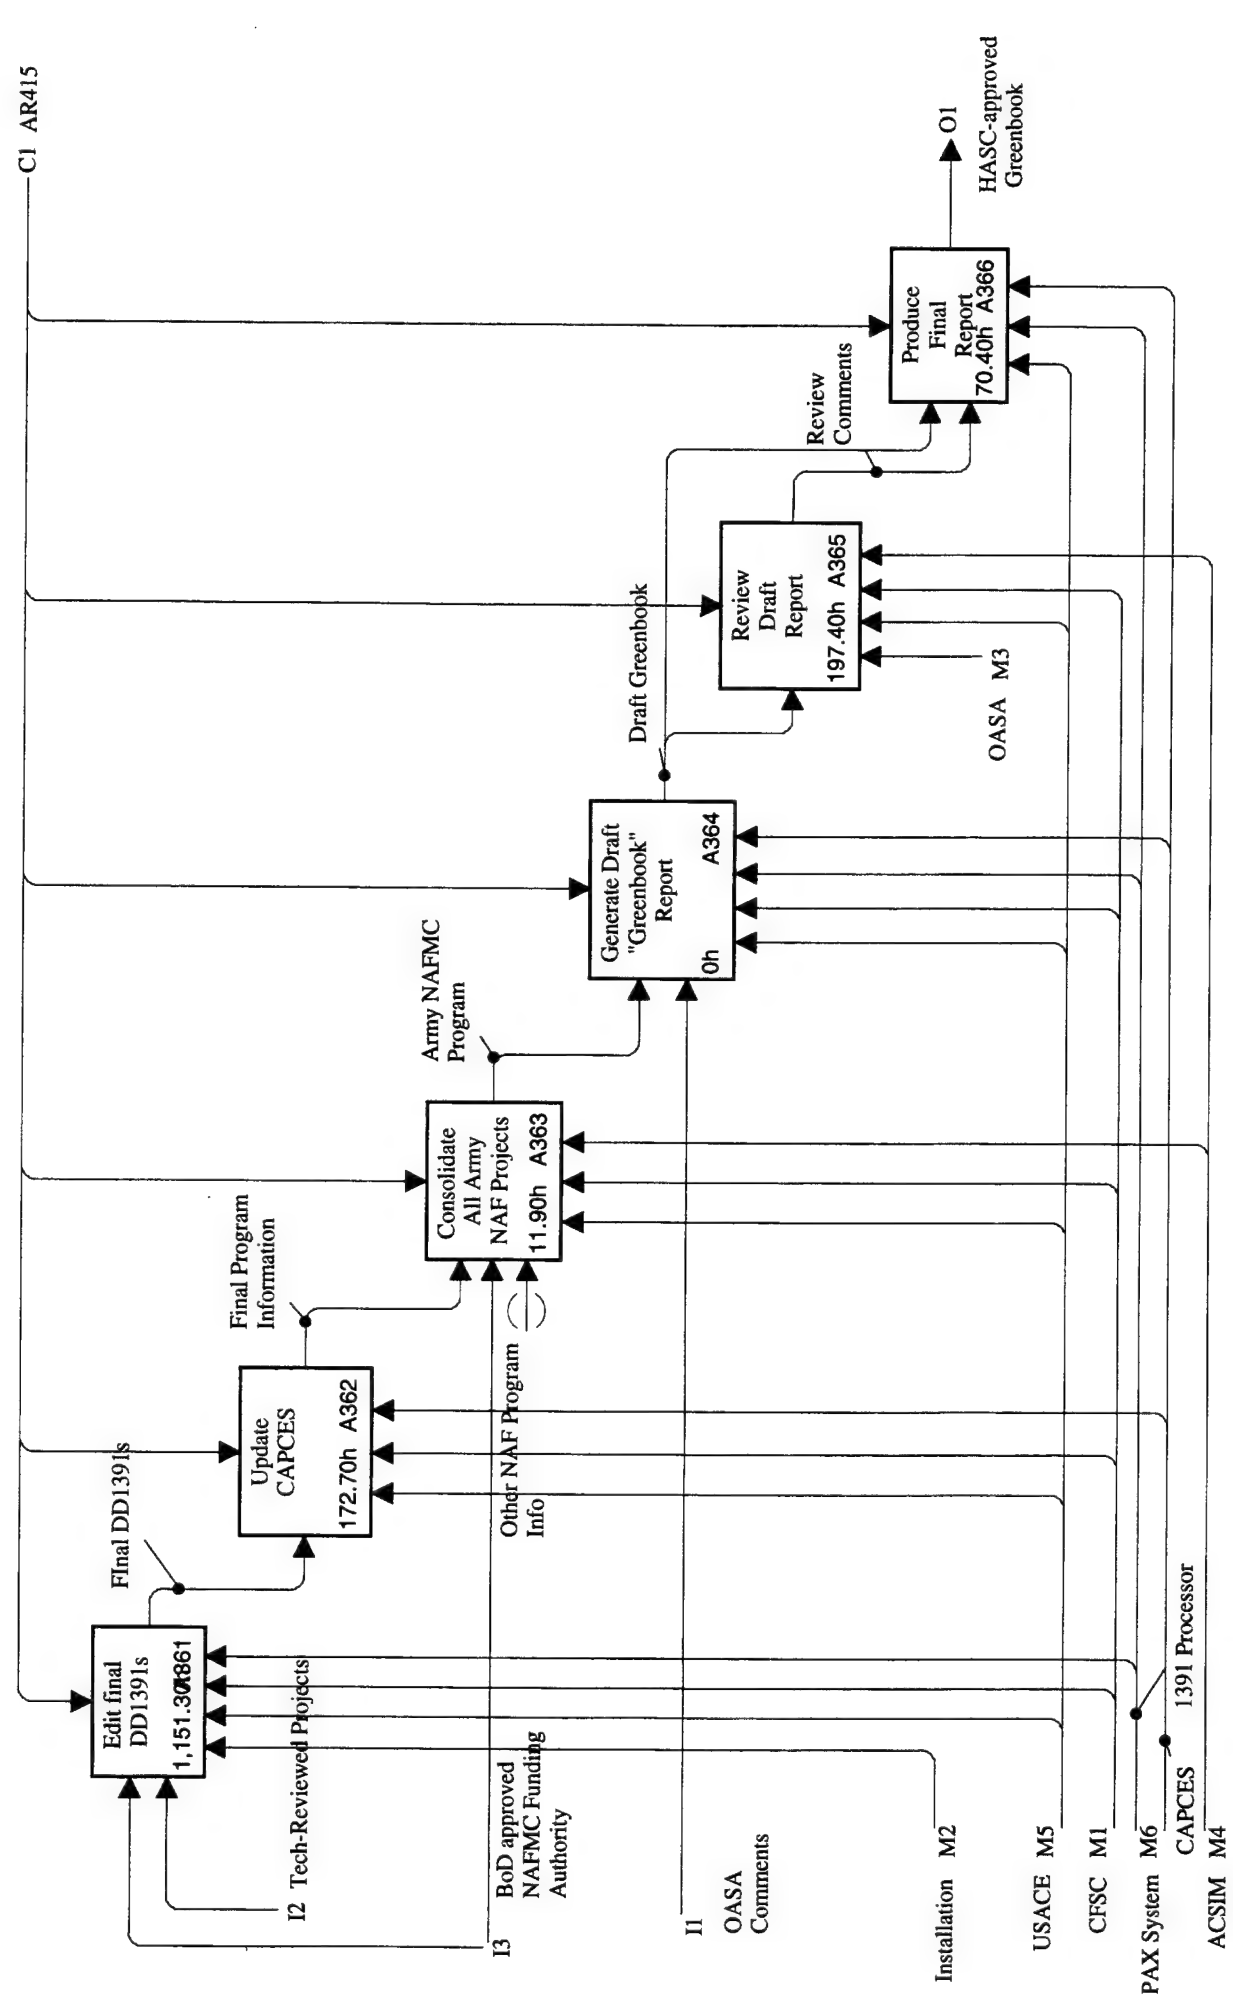 C1 AR415
Edit final
DD1391s
FInal DD1391s
I2 Tech-Reviewed Projects
I3
BoD approved
NAFMC Funding
Authority
Update
CAPCES
172.70h A362
Final Program
Information
Other NAF Program
Info
Consolidate
All Army
NAF Projects
11.90h A363
Army NAFMC
Program
I1
OASA
Comments
Generate Draft
"Greenbook"
Report
0h A364
Draft Greenbook
Review
Draft
Report
197.40h A365
OASA M3
Review
Comments
Produce
Final
Report
70.40h A366
O1
HASC-approved
Greenbook
Installation M2
USACE M5
CFSC M1
PAX System M6
CAPCES
1391 Processor
ACSIM M4